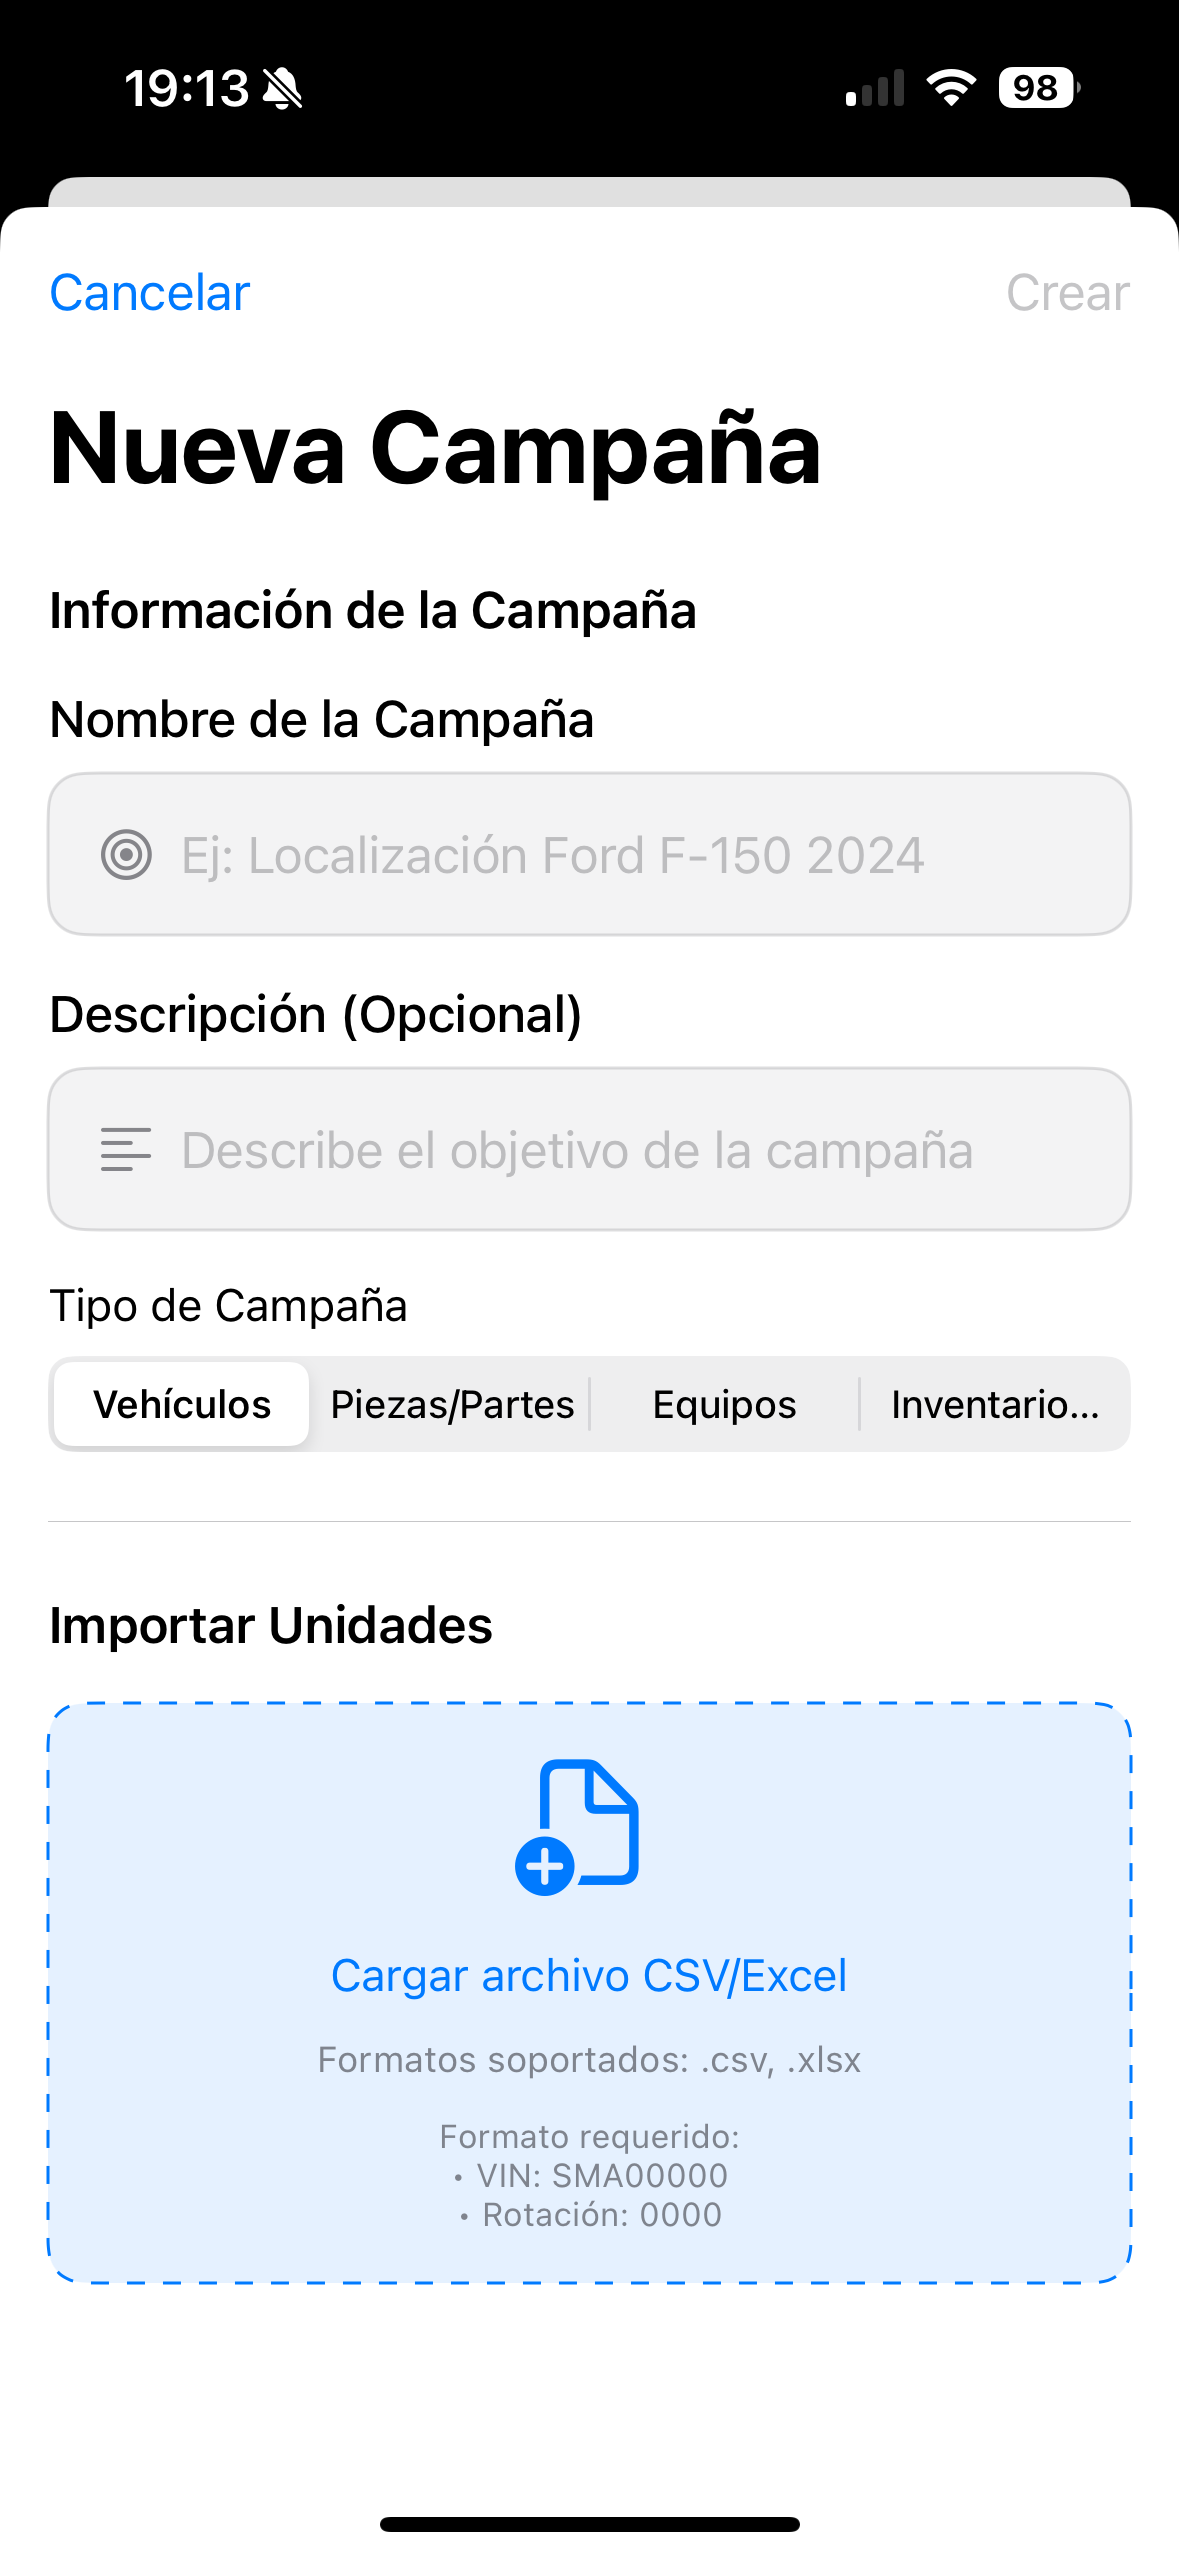 19:13
98
Cancelar
Crear
Nueva Campaña
Información de la Campaña
Nombre de la Campaña
Ej: Localización Ford F-150 2024
Descripción (Opcional)
Describe el objetivo de la campaña
Tipo de Campaña
Vehículos
Piezas/Partes
Equipos
Inventario...
Importar Unidades
Cargar archivo CSV/Excel
Formatos soportados: .csv, .xlsx
Formato requerido:
• VIN: SMA00000
• Rotación: 0000